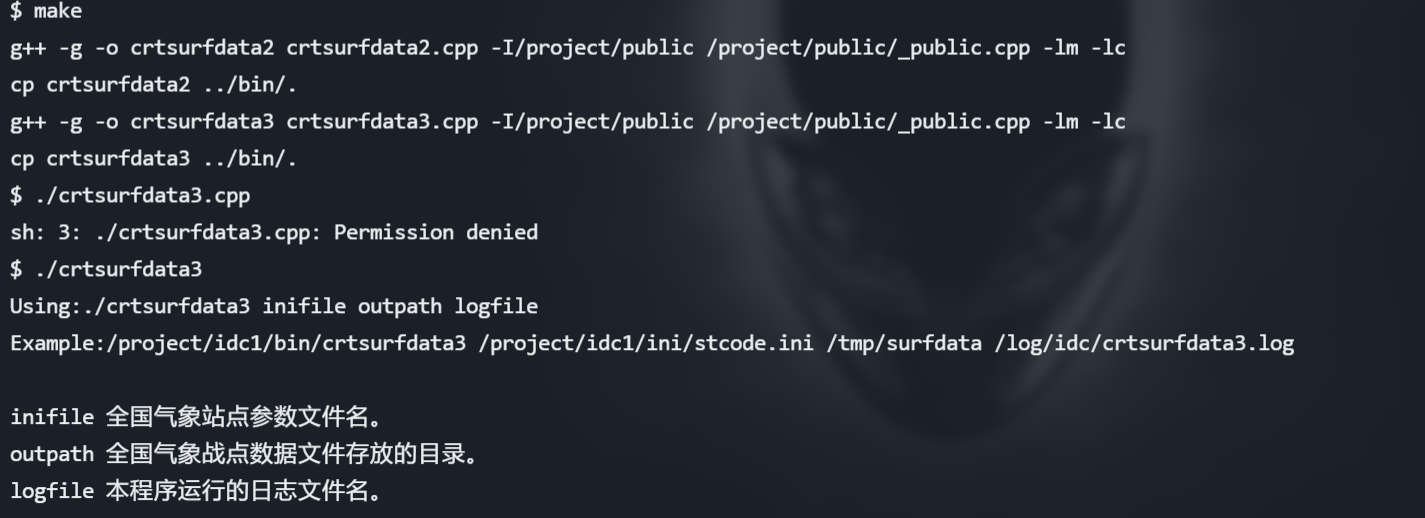 $ make
g++ -g -o crtsurfdata2 crtsurfdata2.cpp -I/project/public /project/public/_public.cpp -lm -lc
cp crtsurfdata2 ../bin/.
g++ -g -o crtsurfdata3 crtsurfdata3.cpp -I/project/public /project/public/_public.cpp -lm -lc
cp crtsurfdata3 ../bin/.
$ ./crtsurfdata3.cpp
sh: 3: ./crtsurfdata3.cpp: Permission denied
$ ./crtsurfdata3
Using:./crtsurfdata3 inifile outpath logfile
Example:/project/idc1/bin/crtsurfdata3 /project/idc1/ini/stcode.ini /tmp/surfdata /log/idc/crtsurfdata3.log
inifile 全国气象站点参数文件名。
outpath 全国气象战点数据文件存放的目录。
logfile 本程序运行的日志文件名。